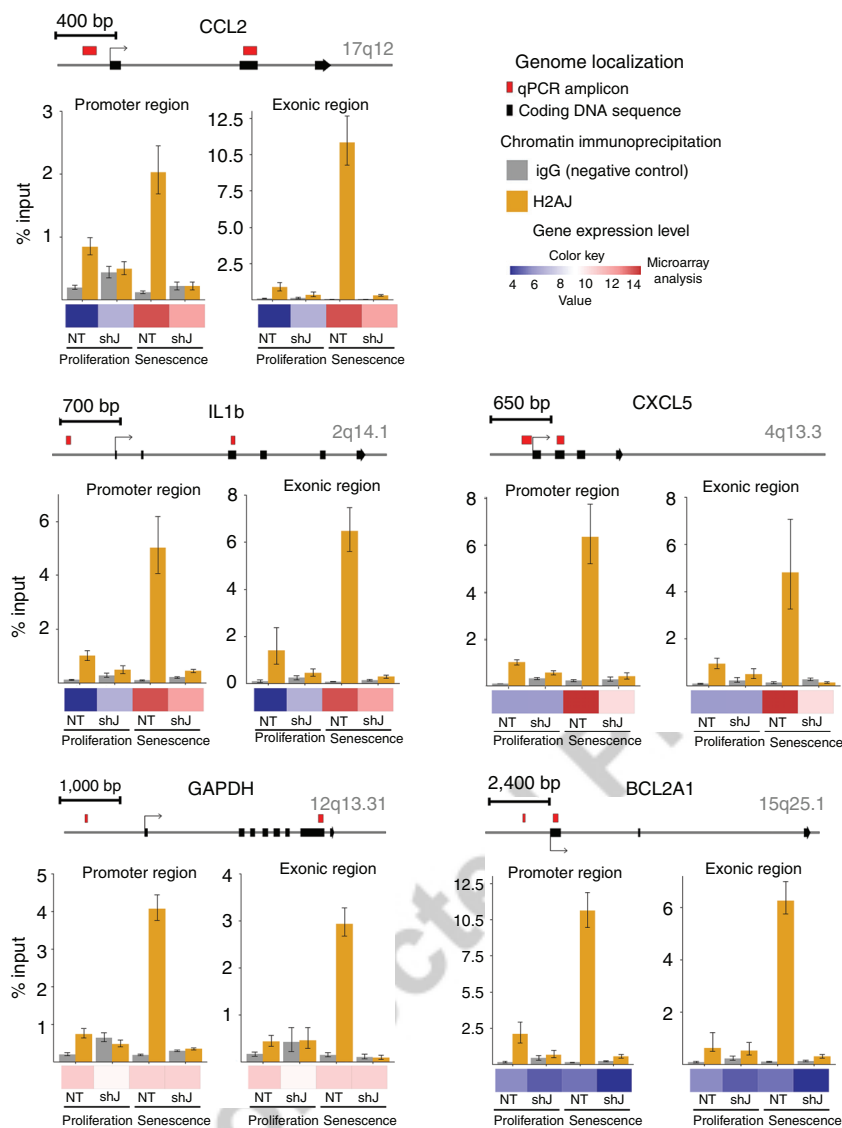 400 bp
CCL2
17q12
Promoter region
Exonic region
3
2
1
% input
12.5
10.5
7.5
5.0
2.5
NT shJ NT shJ
Proliferation Senescence
NT shJ NT shJ
Proliferation Senescence
Genome localization
qPCR amplicon
Coding DNA sequence
Chromatin immunoprecipitation
igG (negative control)
H2AJ
Gene expression level
Color key
4 6 8 10 12 14
Value
Microarray
analysis
700 bp
IL1b
2q14.1
Promoter region
Exonic region
6
4
2
% input
8
6
4
2
0
NT shJ NT shJ
Proliferation Senescence
NT shJ NT shJ
Proliferation Senescence
650 bp
CXCL5
4q13.3
Promoter region
Exonic region
8
6
4
2
8
6
4
2
NT shJ NT shJ
Proliferation Senescence
NT shJ NT shJ
Proliferation Senescence
1,000 bp
GAPDH
12q13.31
Promoter region
Exonic region
5
4
3
2
1
% input
4
3
2
1
NT shJ NT shJ
Proliferation Senescence
NT shJ NT shJ
Proliferation Senescence
2,400 bp
BCL2A1
15q25.1
Promoter region
Exonic region
12.5
10.5
7.5
5.5
2.5
6
4
2
NT shJ NT shJ
Proliferation Senescence
NT shJ NT shJ
Proliferation Senescence